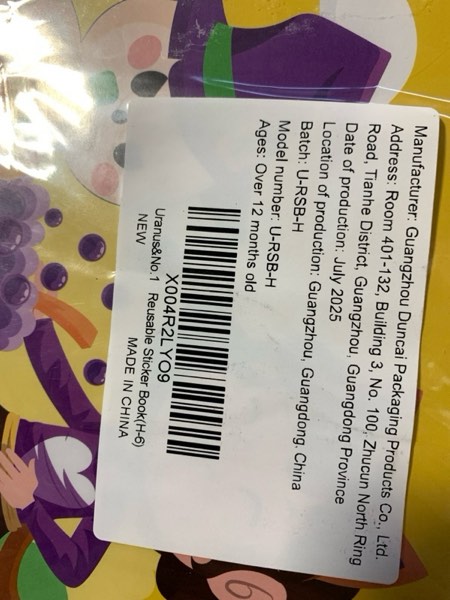 Manufacturer: Guangzhou Duncai Packaging Products Co., Ltd.
Address: Room 401-132, Building 3, No. 100, Zhucun North Ring
Road, Tianhe District, Guangzhou, Guangdong Province
Date of production: July 2025
Location of production: Guangzhou, Guangdong, China
Batch: U-RSB-H
Model number: U-RSB-H
Ages: Over 12 months old
X004R2LYO9
Uranus&No.1 Reusable Sticker Book(H-6)
NEW
MADE IN CHINA